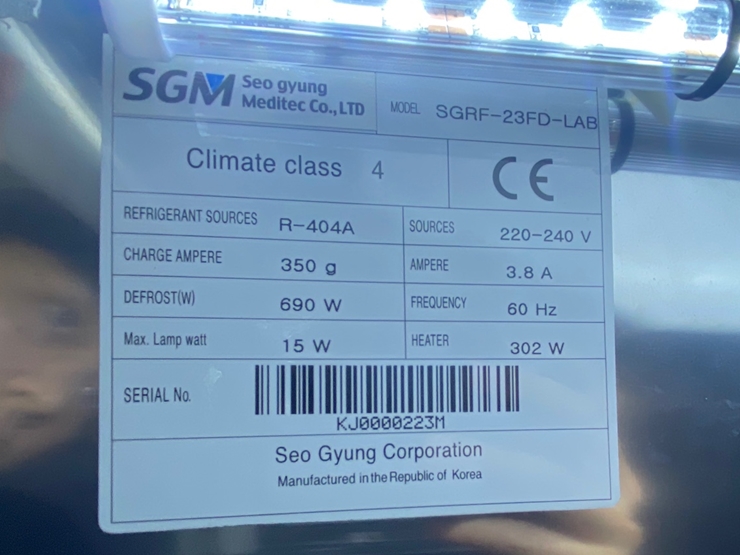 SGM Seo gyung
Meditec Co.,LTD
MODEL SGRF-23FD-LAB
Climate class 4
CE
REFRIGERANT SOURCES R-404A
SOURCES 220-240 V
CHARGE AMPERE 350 g
AMPERE 3.8 A
DEFROST(W) 690 W
FREQUENCY 60 Hz
Max. Lamp watt 15 W
HEATER 302 W
SERIAL No.
KJ0000223M
Seo Gyung Corporation
Manufactured in the Republic of Korea